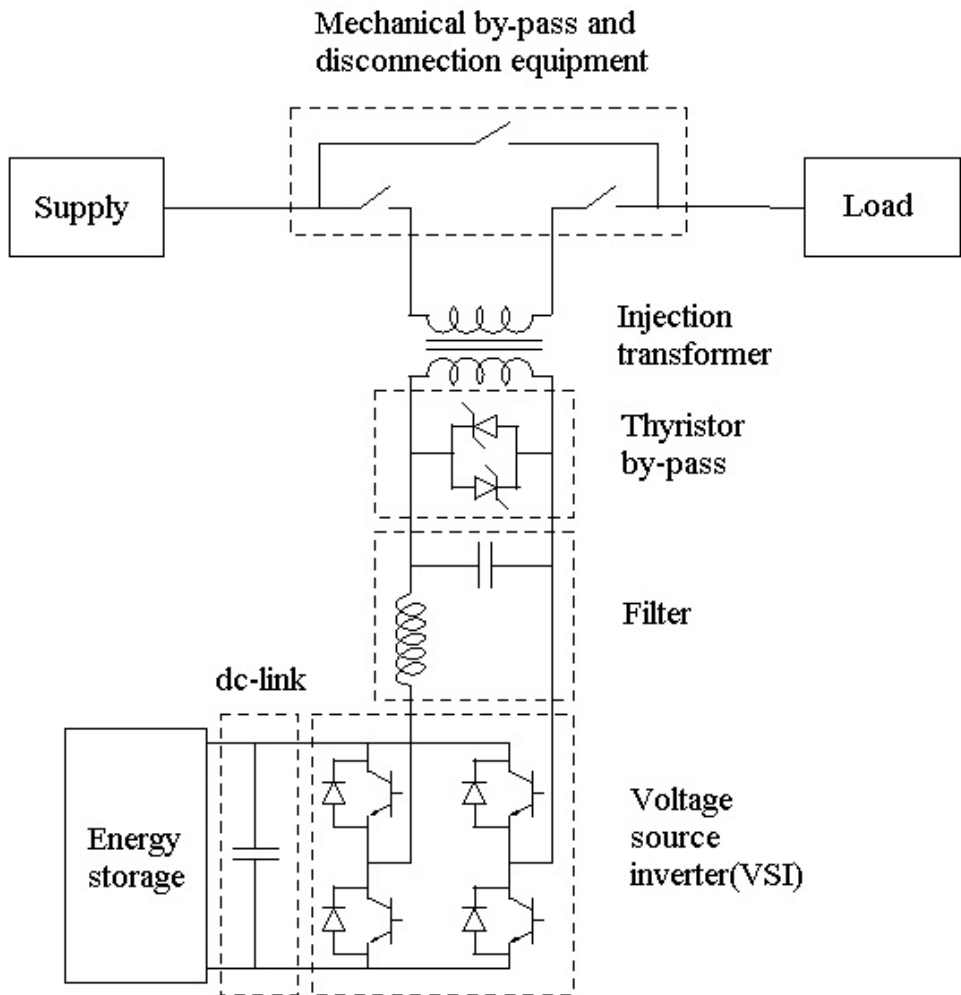 Mechanical by-pass and
disconnection equipment
Supply
Load
Injection
transformer
Thyristor
by-pass
Filter
dc-link
Energy
storage
Voltage
source
inverter(VSI)